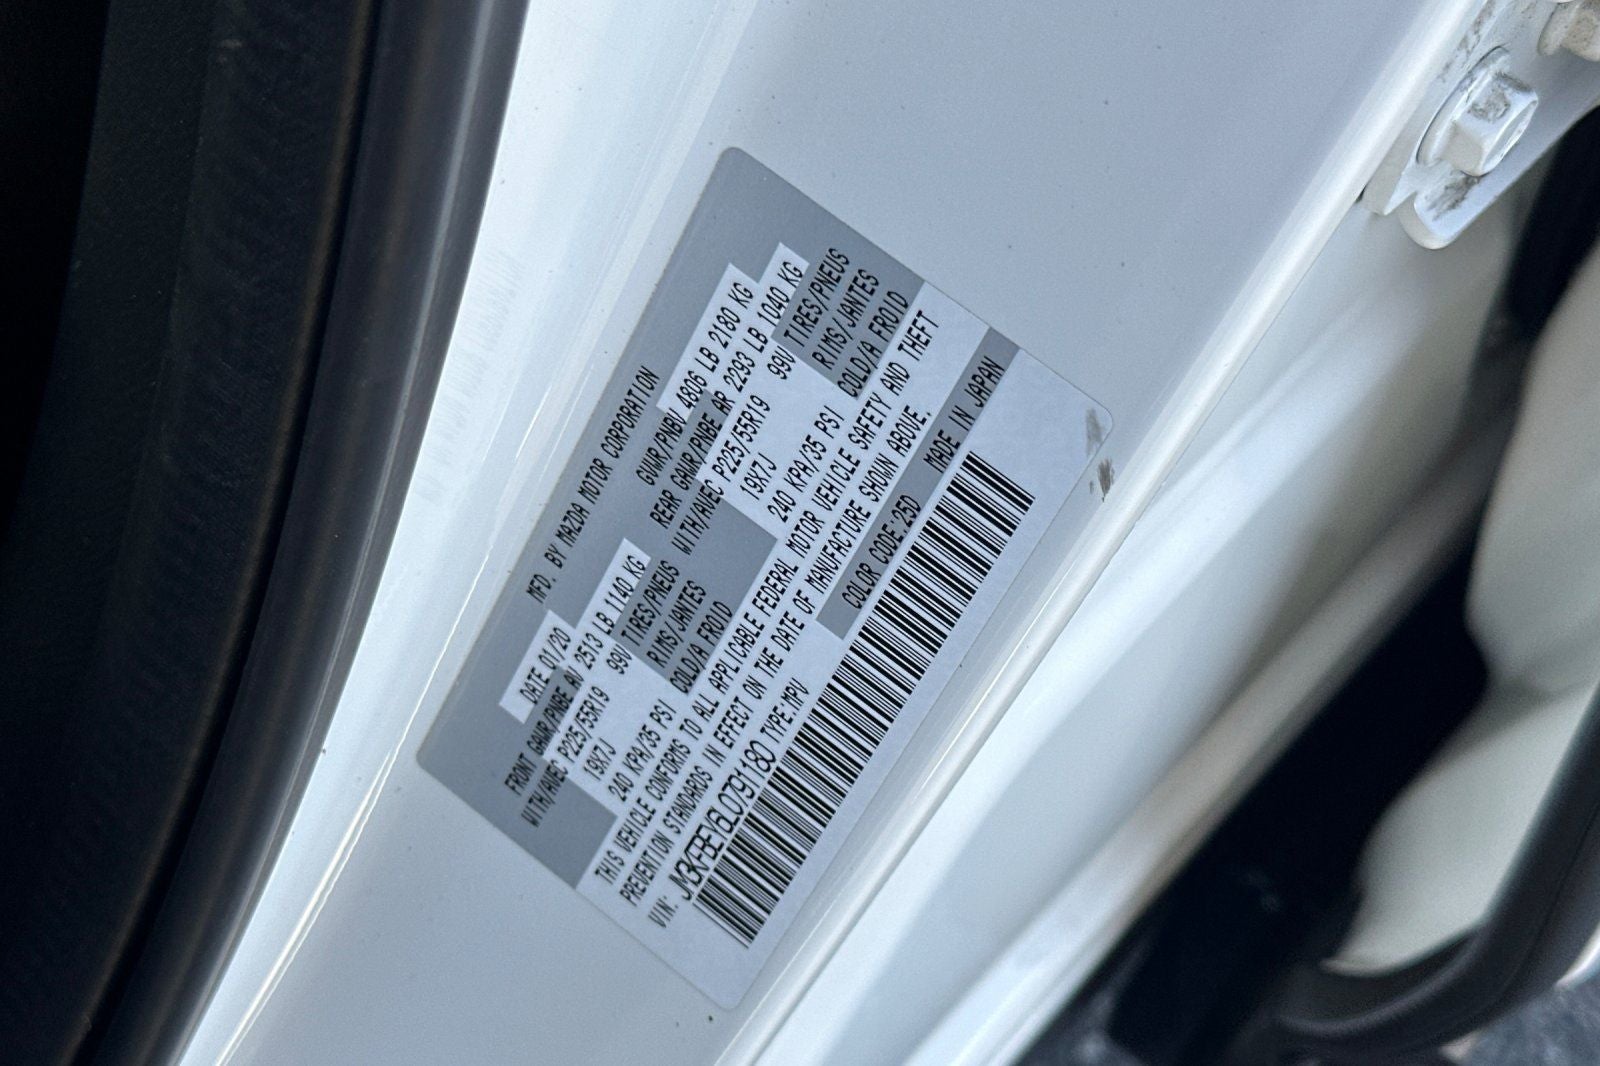 MFD. BY MAZDA MOTOR CORPORATION
DATE 01/20 GVWR/PNBV 4806 LB 2180 KG
FRONT GAWR/PNBE AV 2513 LB 1140 KG REAR GAWR/PNBE AR 2293 LB 1040 KG
WITH/AVEC P225/55R19 99V TIRES/PNEUS WITH/AVEC P225/55R19 99V TIRES/PNEUS
19X7J RIMS/JANTES 19X7J RIMS/JANTES
240 KPA/35 PSI COLD/A FROID 240 KPA/35 PSI COLD/A FROID
THIS VEHICLE CONFORMS TO ALL APPLICABLE FEDERAL MOTOR VEHICLE SAFETY AND THEFT
PREVENTION STANDARDS IN EFFECT ON THE DATE OF MANUFACTURE SHOWN ABOVE.
VIN: JM3KFBEY6L0791180 TYPE:MPV COLOR CODE:25D MADE IN JAPAN